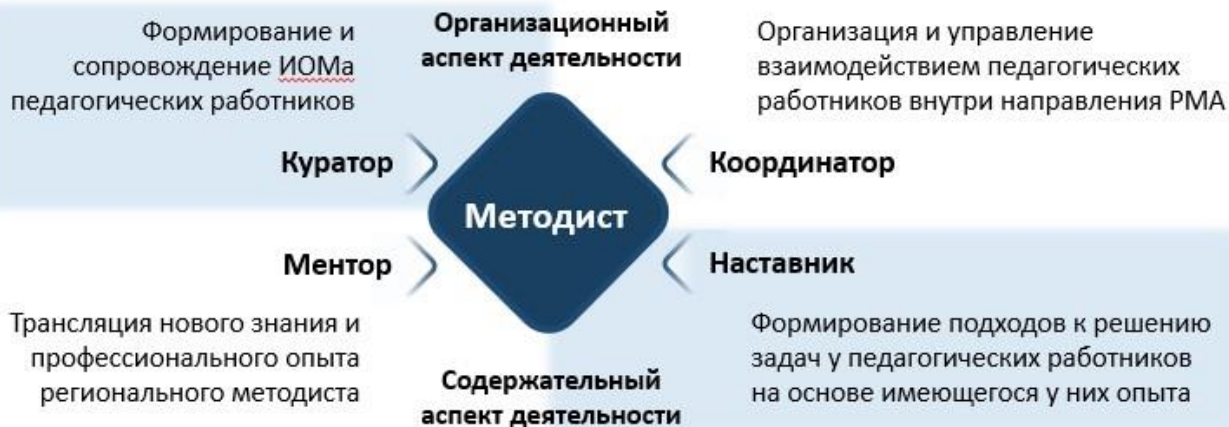 Формирование и
сопровождение ИОМа
педагогических работников
Куратор
Организационный
аспект деятельности
Организация и управление
взаимодействием педагогических
работников внутри направления РМА
Координатор
Методист
Ментор
Трансляция нового знания и
профессионального опыта
регионального методиста
Наставник
Формирование подходов к решению
задач у педагогических работников
на основе имеющегося у них опыта
Содержательный
аспект деятельности